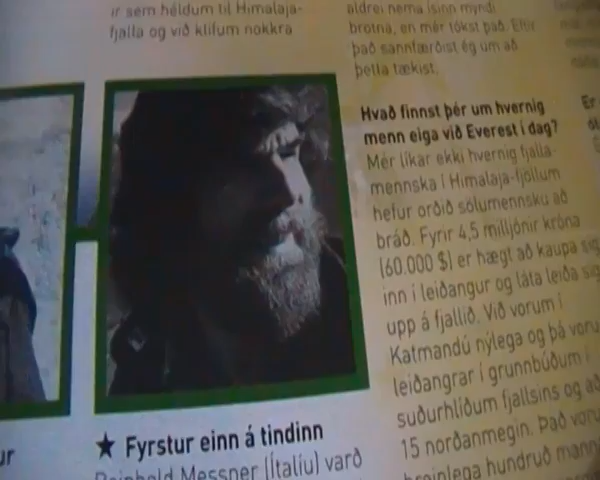 ir sem héldum til Himalaja-
fjalla og við klifum nokkra
aldrei nema ísinn myndi
brotna, en mér tókst það. Eftir
það sannfærðist ég um að
þetta tækist.
Hvað finnst þér um hvernig
menn eiga við Everest í dag?
Mér líkar ekki hvernig fjalla-
mennska í Himalaja-fjöllum
hefur orðið sölumennsku að
bráð. Fyrir 4,5 milljónir króna
(60.000 $) er hægt að kaupa sig
inn í leiðangur og láta leiða sig
upp á fjallið. Við vorum í
Katmandú nýlega og þá voru
leiðangrar í grunnbúðum í
suðurhlíðum fjallsins og að
15 norðanmegin. Það voru
hundruð mann
Er
ur
★ Fyrstur einn á tindinn
Reinhold Messner (Ítalíu) varð